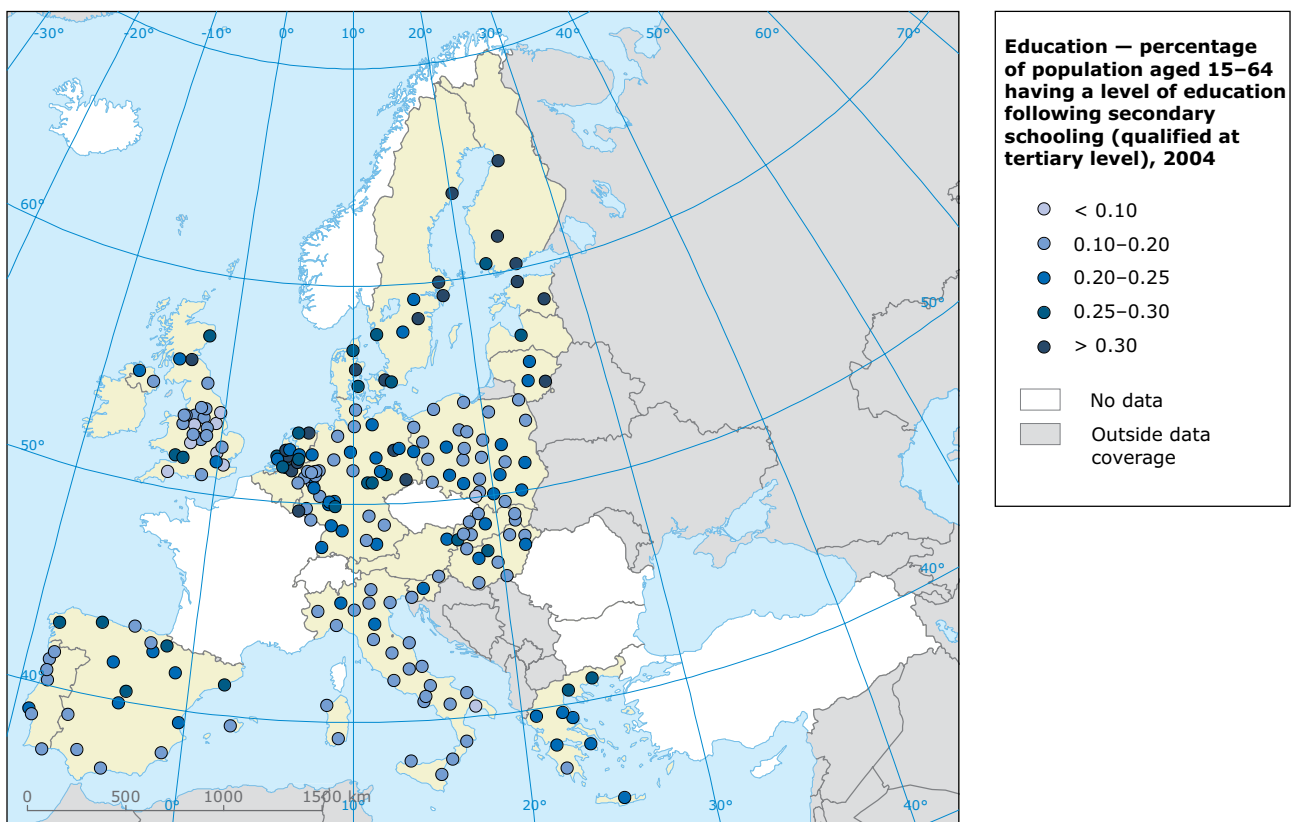 -30° -20° -10° 0° 10° 20° 30° 40° 50° 60° 70°
60°
50°
50°
40°
40°
0 500 1000 1500 km
0° 10° 20° 30° 40°
Education — percentage
of population aged 15–64
having a level of education
following secondary
schooling (qualified at
tertiary level), 2004
< 0.10
0.10–0.20
0.20–0.25
0.25–0.30
> 0.30
No data
Outside data
coverage